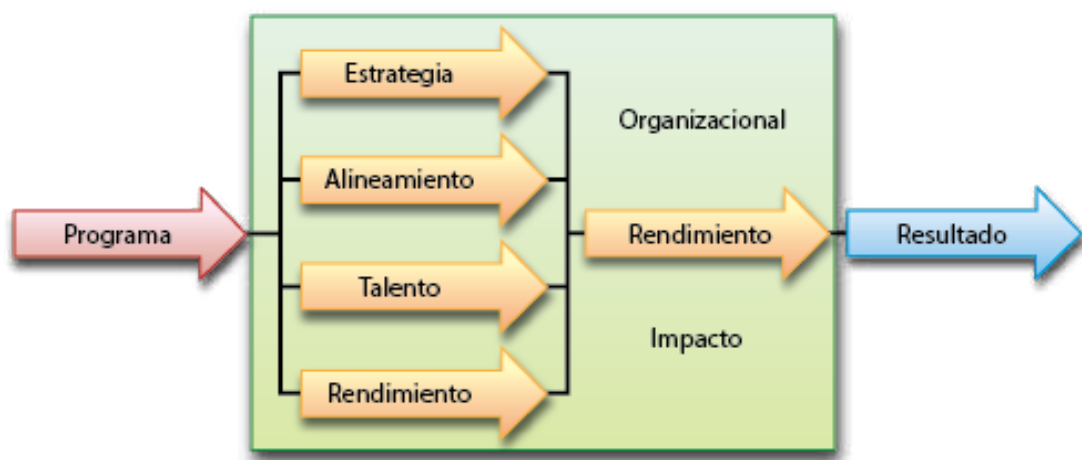 Programa
Estrategia
Alineamiento
Talento
Rendimiento
Organizacional
Rendimiento
Impacto
Resultado